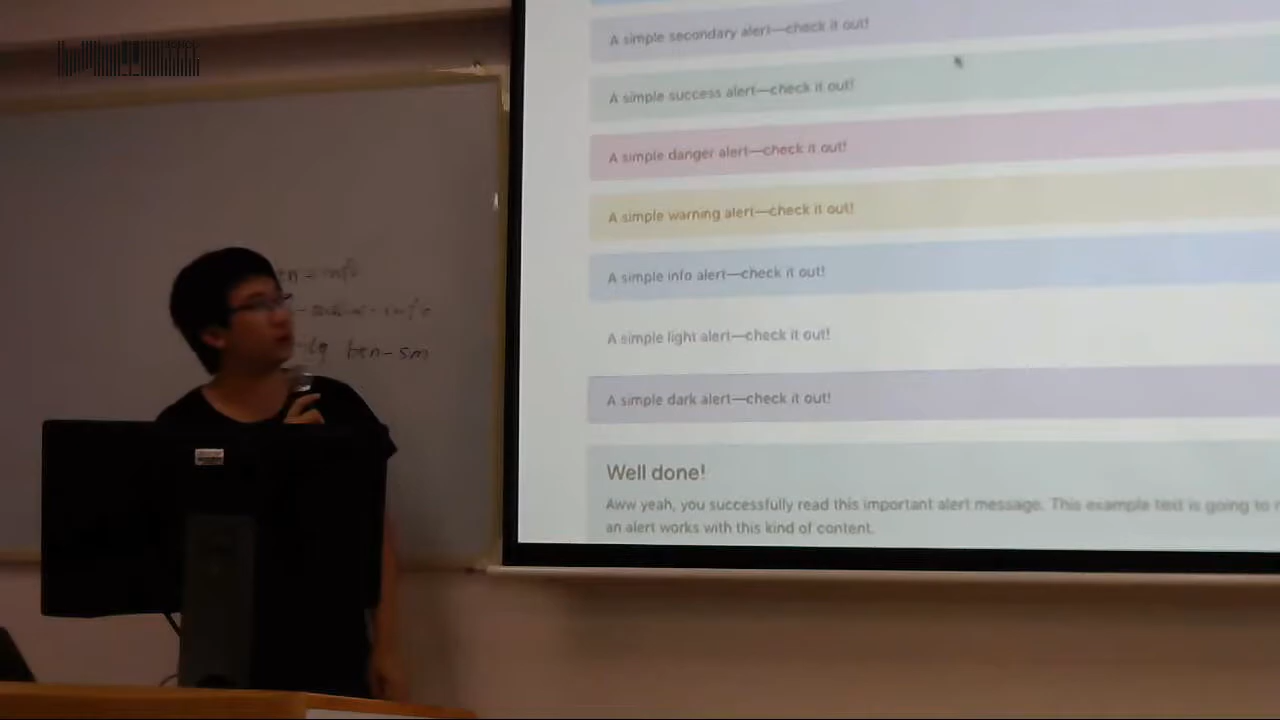 A simple secondary alert—check it out!
A simple success alert—check it out!
A simple danger alert—check it out!
A simple warning alert—check it out!
A simple info alert—check it out!
A simple light alert—check it out!
A simple dark alert—check it out!
Well done!
Aww yeah, you successfully read this important alert message. This example text is going to
an alert works with this kind of content.
-lg btn-sm